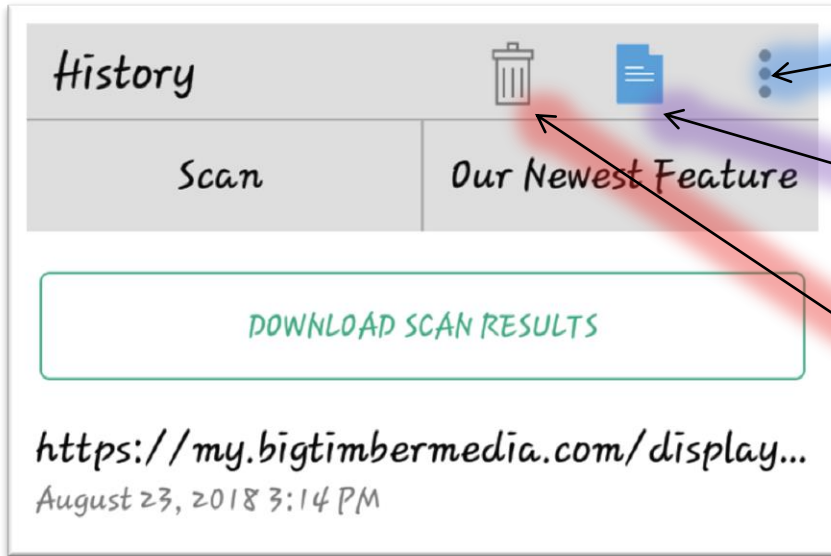 History
Scan
Our Newest Feature
DOWNLOAD SCAN RESULTS
https://my.bigtimbermedia.com/display...
August 23, 2018 3:14 PM